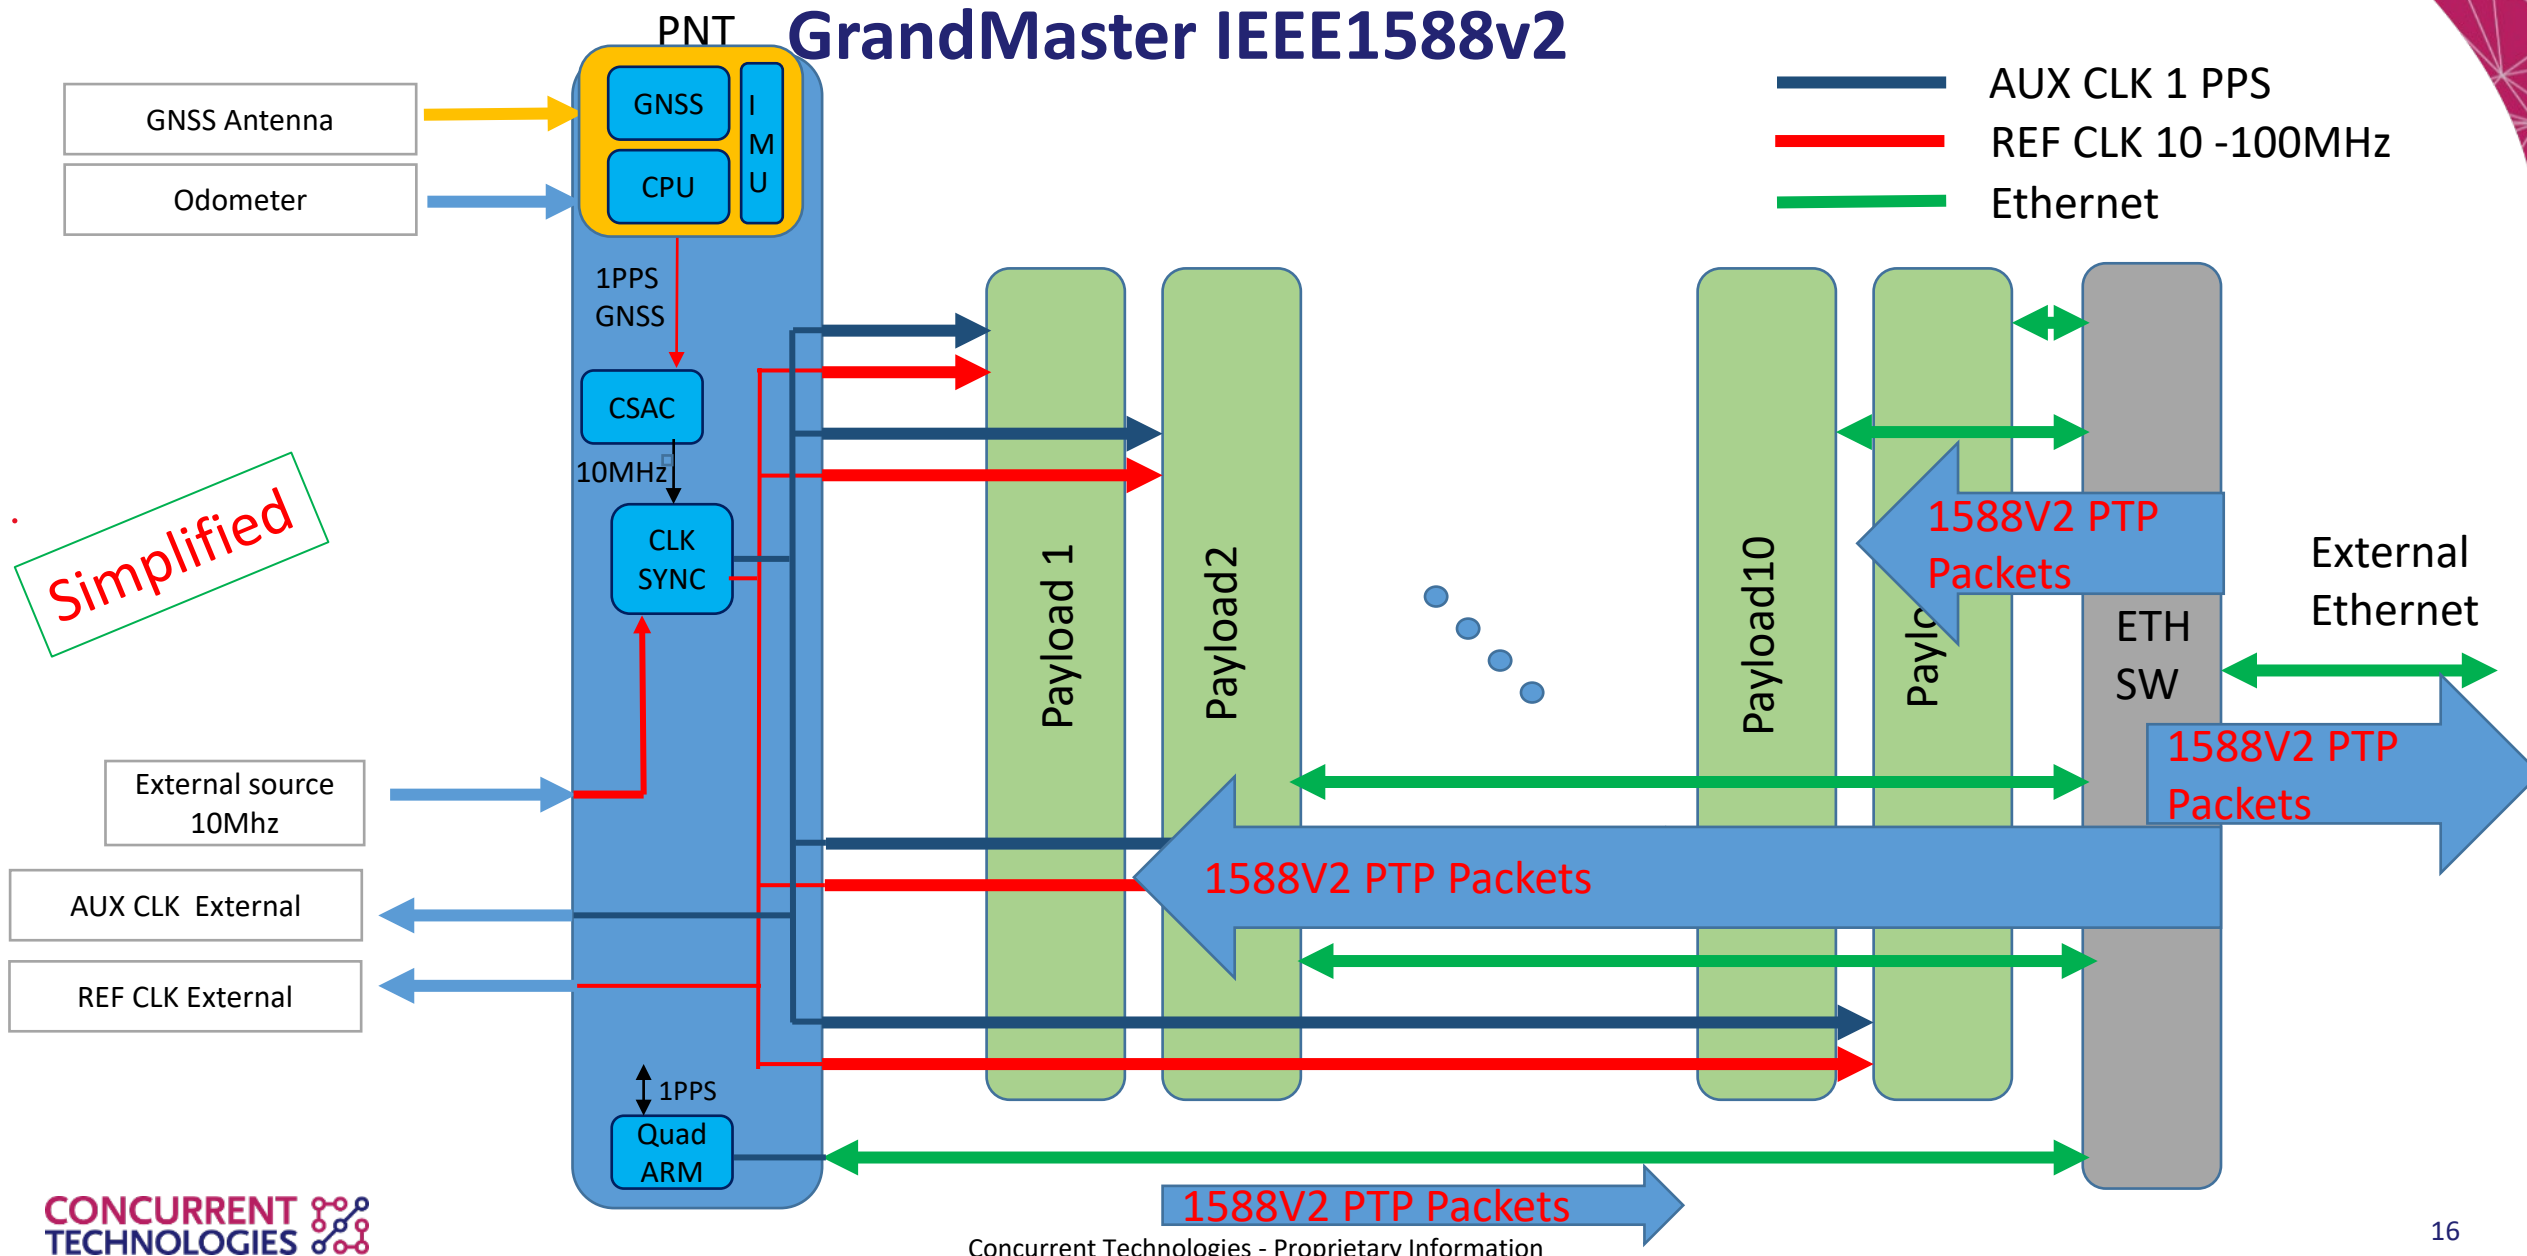 GrandMaster IEEE1588v2
PNT
AUX CLK 1 PPS
REF CLK 10 -100MHz
Ethernet
GNSS Antenna
Odometer
GNSS
CPU
I
M
U
1PPS
GNSS
CSAC
10MHz
CLK
SYNC
Simplified
External source
10Mhz
AUX CLK  External
REF CLK External
1PPS
Quad
ARM
Payload 1
Payload2
Payload10
1588V2 PTP
Packets
ETH
SW
External
Ethernet
1588V2 PTP
Packets
1588V2 PTP Packets
1588V2 PTP Packets
CONCURRENT
TECHNOLOGIES
Concurrent Technologies - Proprietary Information
16